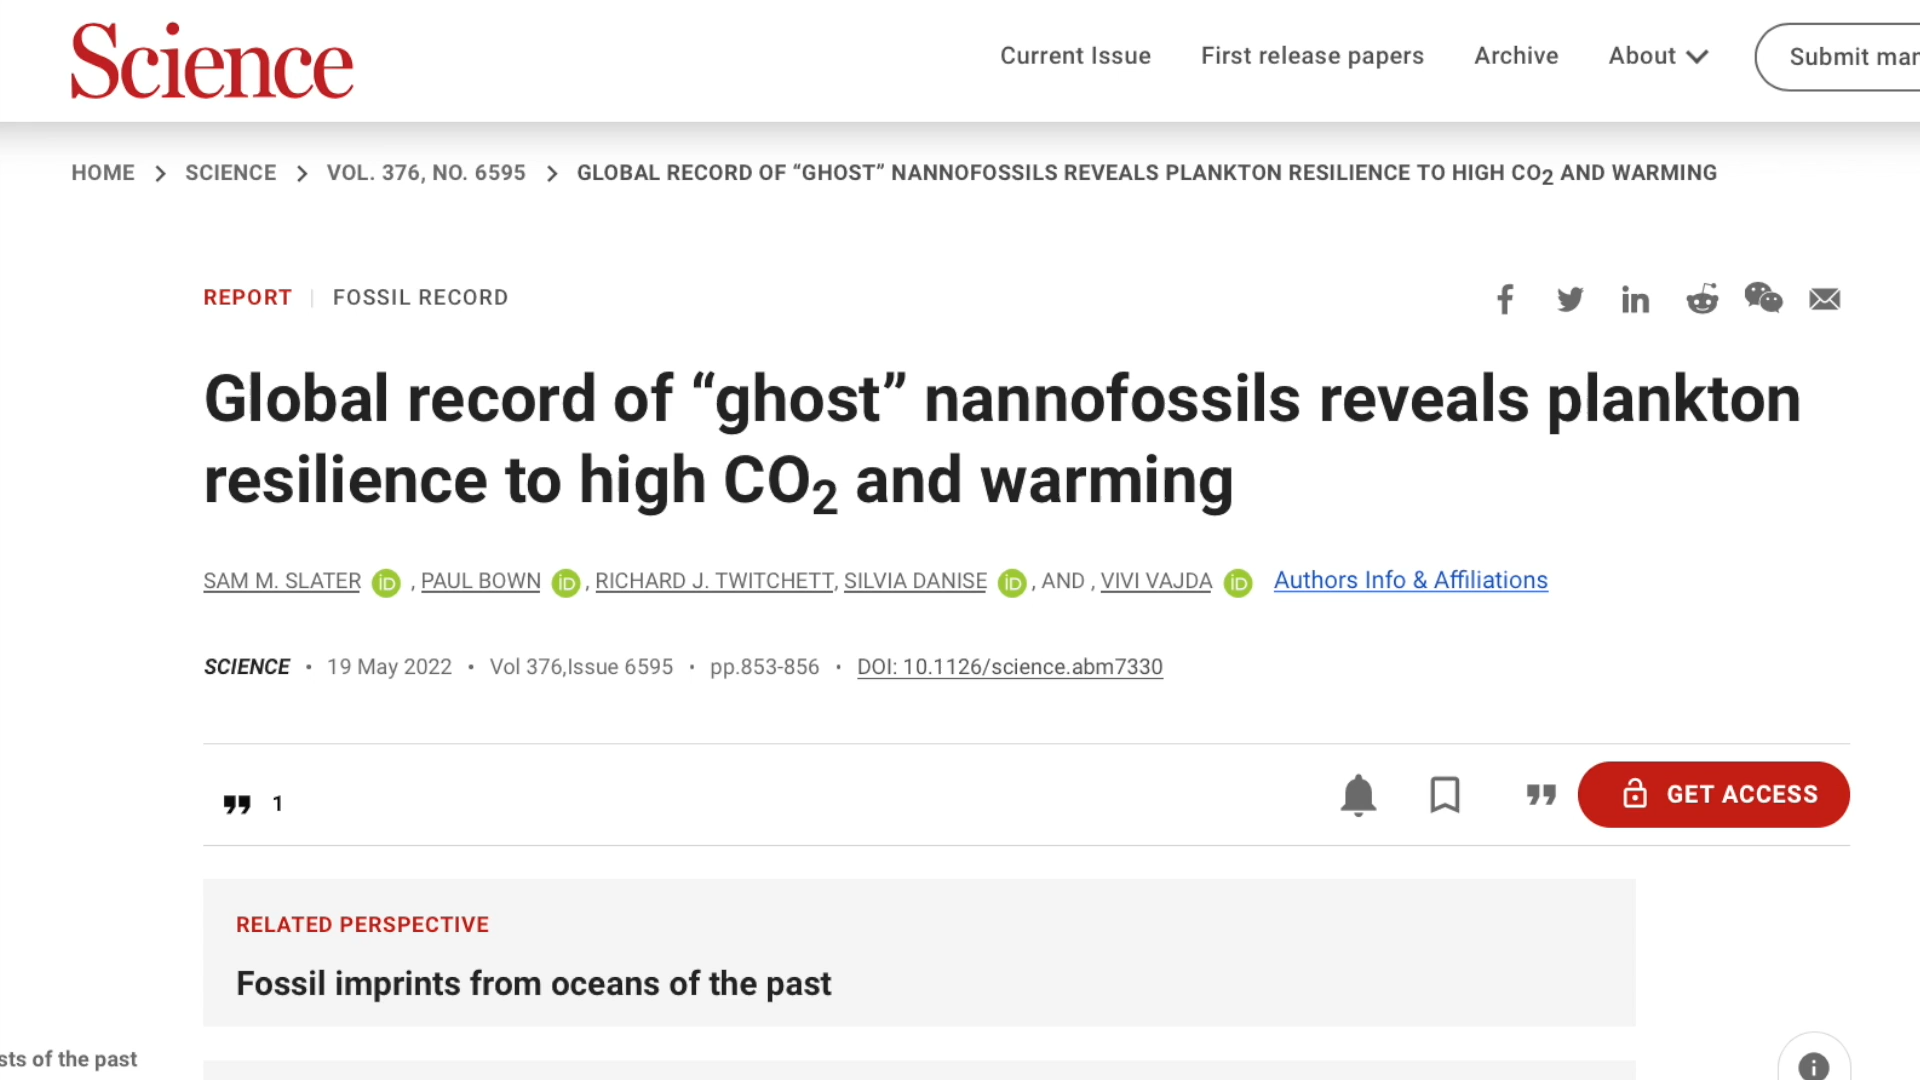 Science
Current Issue First release papers Archive About Submit mar
HOME > SCIENCE > VOL. 376, NO. 6595 > GLOBAL RECORD OF “GHOST” NANNOFOSSILS REVEALS PLANKTON RESILIENCE TO HIGH CO₂ AND WARMING
REPORT | FOSSIL RECORD
Global record of “ghost” nannofossils reveals plankton
resilience to high CO₂ and warming
SAM M. SLATER iD , PAUL BOWN iD , RICHARD J. TWITCHETT, SILVIA DANISE iD , AND , VIVI VAJDA iD Authors Info & Affiliations
SCIENCE • 19 May 2022 • Vol 376,Issue 6595 • pp.853-856 • DOI: 10.1126/science.abm7330
1
GET ACCESS
RELATED PERSPECTIVE
Fossil imprints from oceans of the past
sts of the past